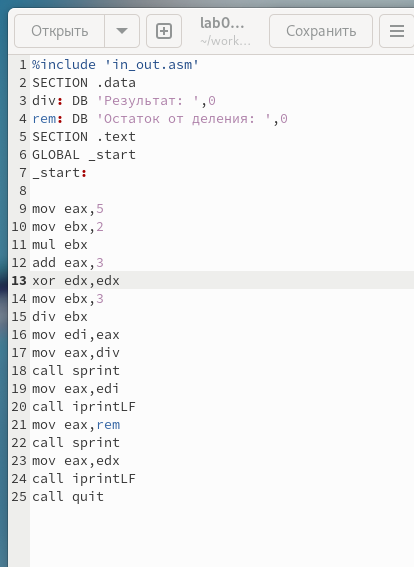 Открыть
lab0...
~/work...
Сохранить
1 %include 'in_out.asm'
2 SECTION .data
3 div: DB 'Результат: ',0
4 rem: DB 'Остаток от деления: ',0
5 SECTION .text
6 GLOBAL _start
7 _start:
8
9 mov eax,5
10 mov ebx,2
11 mul ebx
12 add eax,3
13 xor edx,edx
14 mov ebx,3
15 div ebx
16 mov edi,eax
17 mov eax,div
18 call sprint
19 mov eax,edi
20 call iprintLF
21 mov eax,rem
22 call sprint
23 mov eax,edx
24 call iprintLF
25 call quit